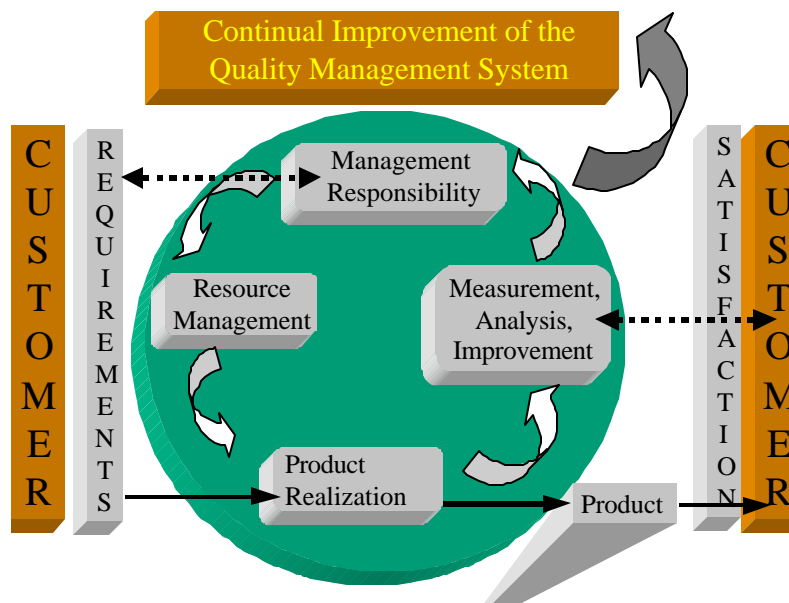 Continual Improvement of the
Quality Management System
CUSTOMER
REQUIREMENTS
Management
Responsibility
Resource
Management
Measurement,
Analysis,
Improvement
Product
Realization
Product
SATISFACTION
CUSTOMER